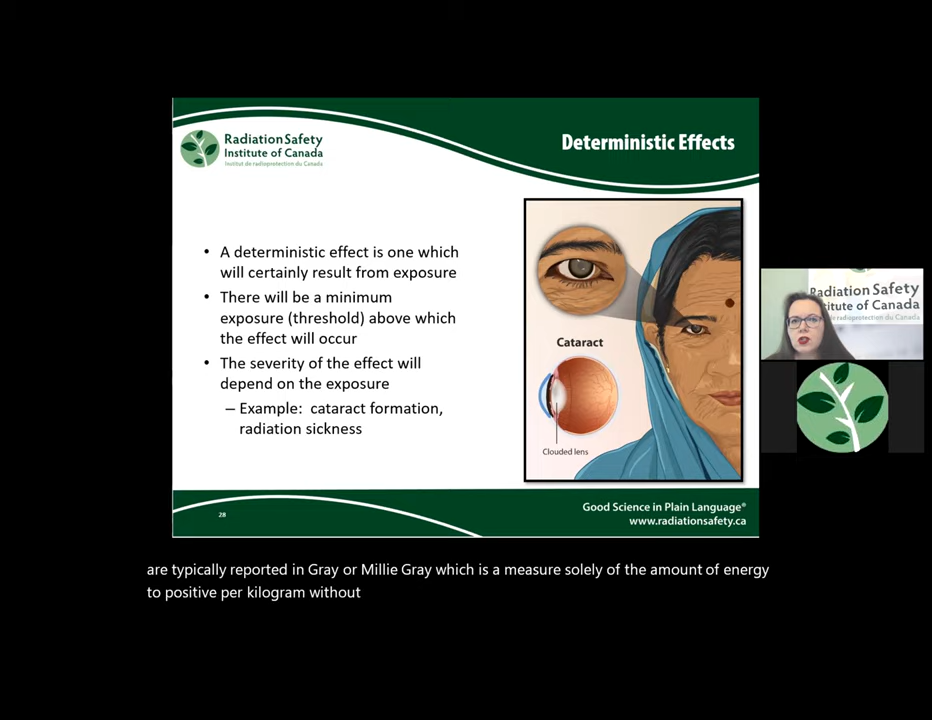 Radiation Safety
Institute of Canada
Institut de radioprotection du Canada
Deterministic Effects
• A deterministic effect is one which
will certainly result from exposure
• There will be a minimum
exposure (threshold) above which
the effect will occur
• The severity of the effect will
depend on the exposure
– Example: cataract formation,
radiation sickness
Cataract
Clouded lens
28
Good Science in Plain Language®
www.radiationsafety.ca
Radiation Safety
stitute of Canada
de radioprotection du Canada
are typically reported in Gray or Millie Gray which is a measure solely of the amount of energy
to positive per kilogram without